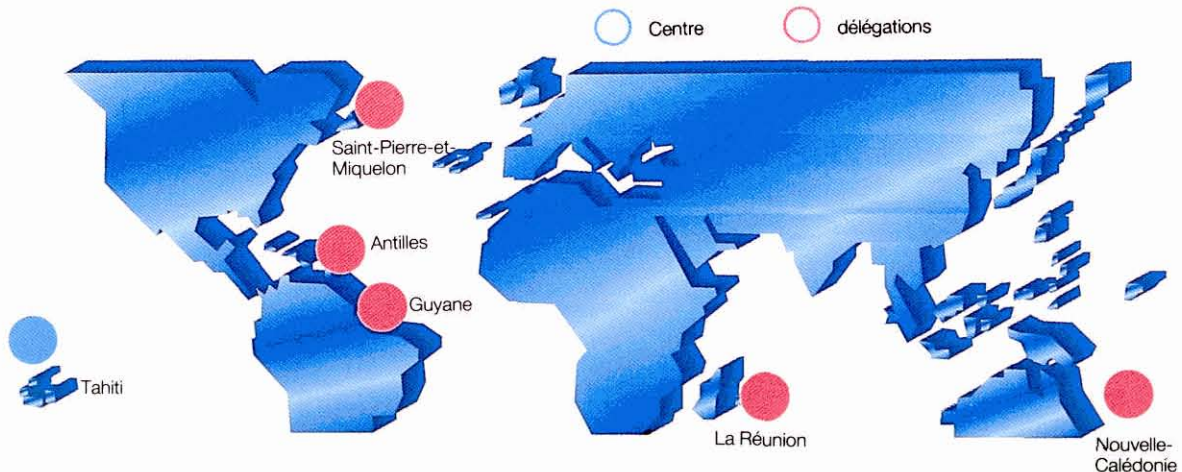 Centre
délégations
Saint-Pierre-et-
Miquelon
Antilles
Guyane
Tahiti
La Réunion
Nouvelle-
Calédonie